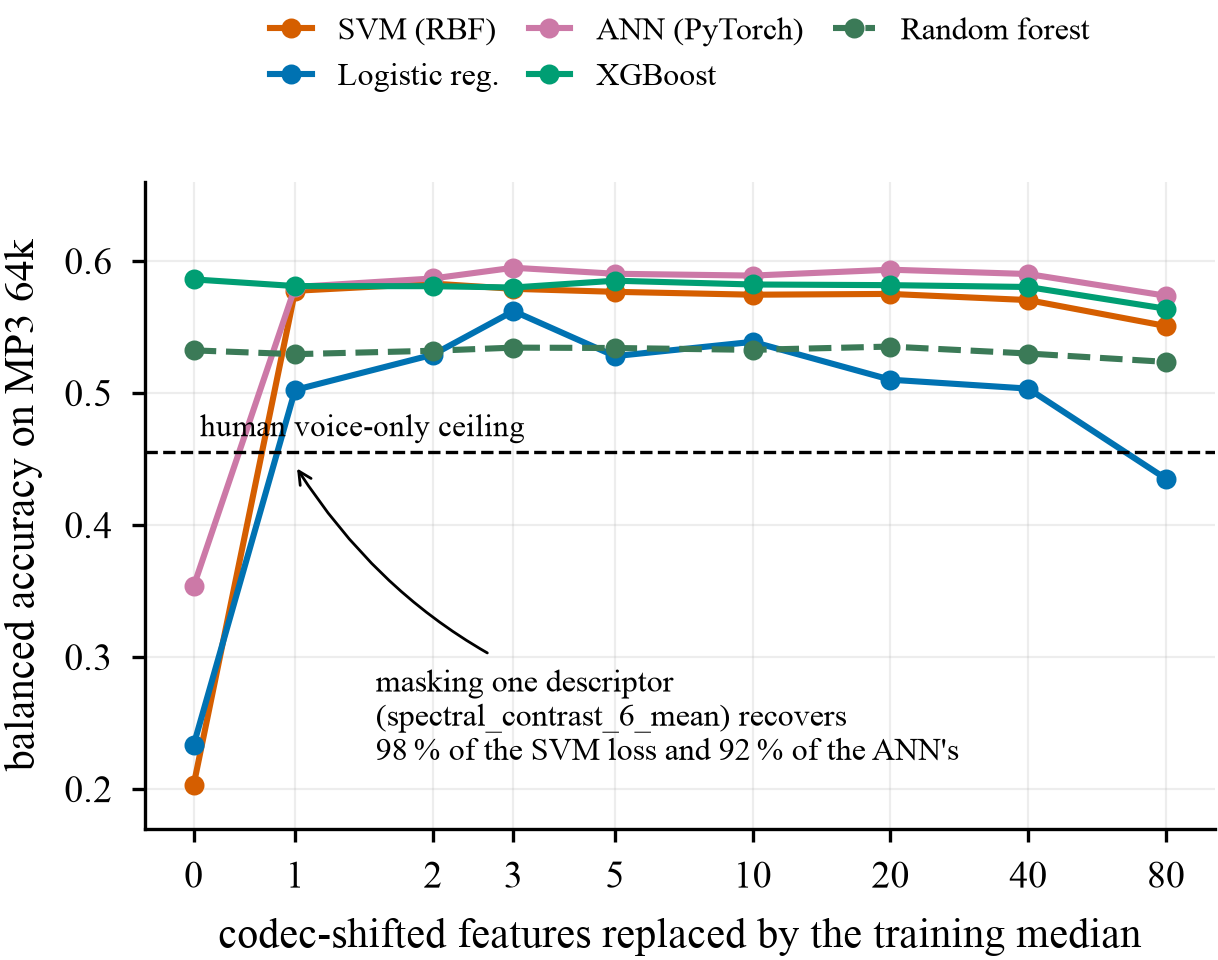 SVM (RBF)
ANN (PyTorch)
Random forest
Logistic reg.
XGBoost
balanced accuracy on MP3 64k
0.6
0.5
0.4
0.3
0.2
human voice-only ceiling
masking one descriptor
(spectral_contrast_6_mean) recovers
98 % of the SVM loss and 92 % of the ANN's
0 1 2 3 5 10 20 40 80
codec-shifted features replaced by the training median